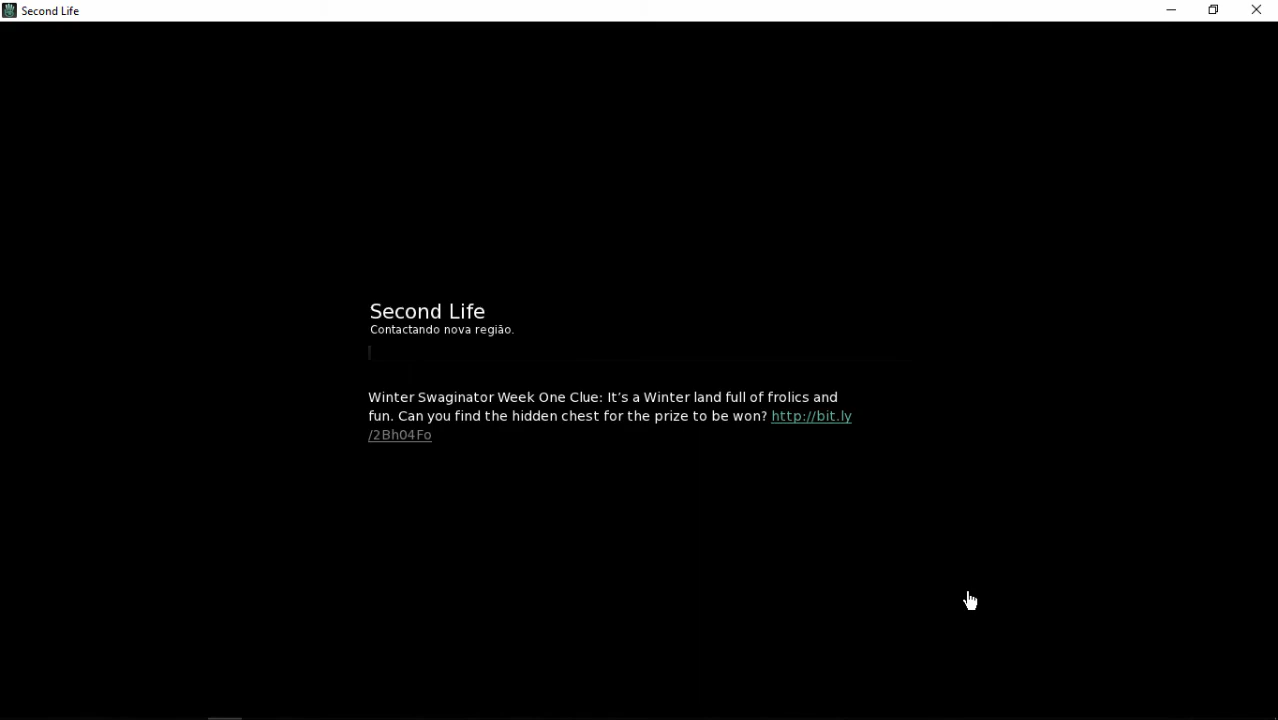 Second Life
Second Life
Contactando nova região.
Winter Swaginator Week One Clue: It's a Winter land full of frolics and
fun. Can you find the hidden chest for the prize to be won? http://bit.ly
/2Bh04Fo